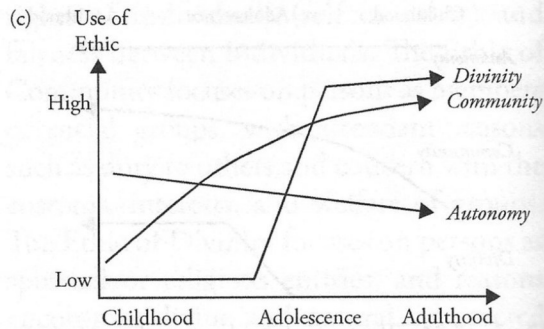 (c) Use of
Ethic
Divinity
High
Community
Autonomy
Low
Childhood Adolescence Adulthood